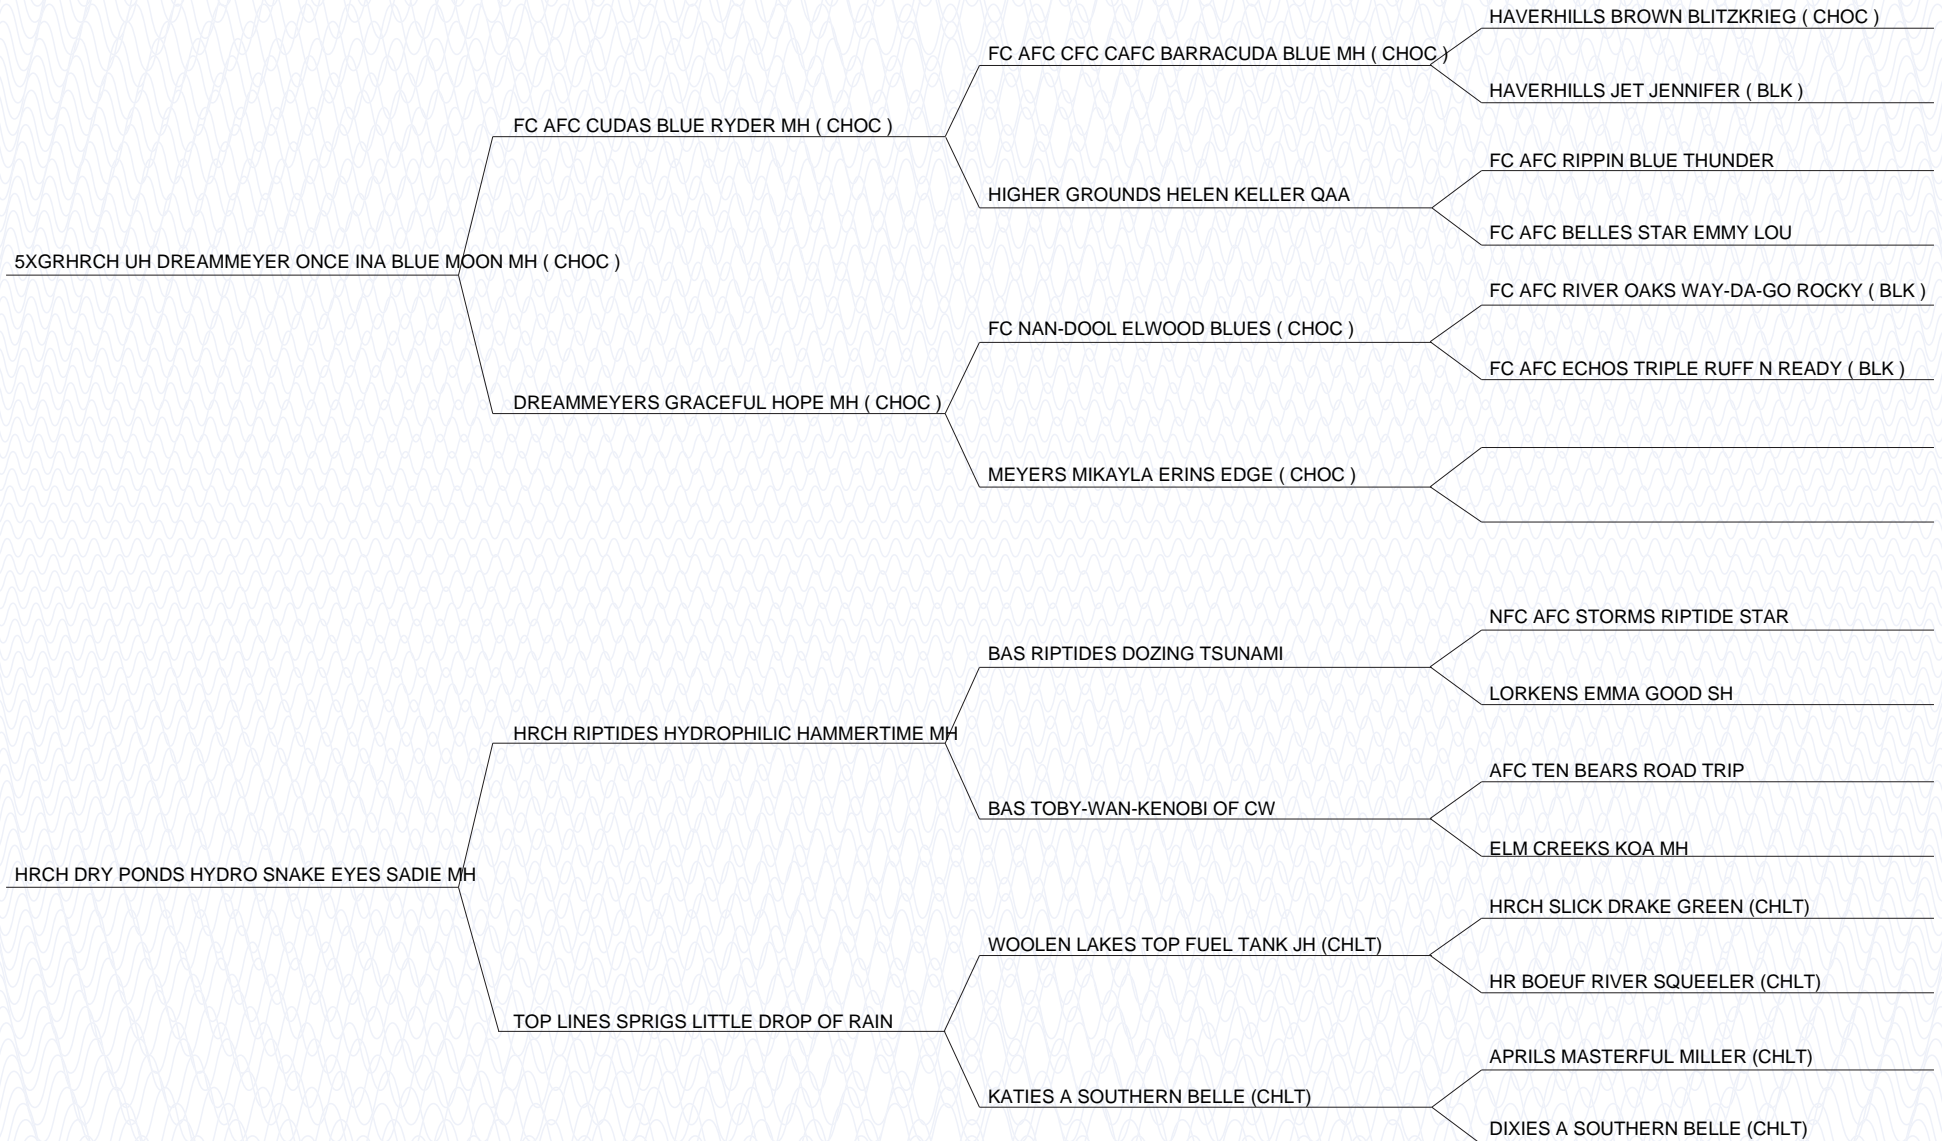 HAVERHILLS BROWN BLITZKRIEG ( CHOC )
FC AFC CFC CAFC BARRACUDA BLUE MH ( CHOC )
HAVERHILLS JET JENNIFER ( BLK )
FC AFC CUDAS BLUE RYDER MH ( CHOC )
FC AFC RIPPIN BLUE THUNDER
HIGHER GROUNDS HELEN KELLER QAA
FC AFC BELLES STAR EMMY LOU
5XGRHRCH UH DREAMMEYER ONCE INA BLUE MOON MH ( CHOC )
FC AFC RIVER OAKS WAY-DA-GO ROCKY ( BLK )
FC NAN-DOOL ELWOOD BLUES ( CHOC )
FC AFC ECHOS TRIPLE RUFF N READY ( BLK )
DREAMMEYERS GRACEFUL HOPE MH ( CHOC )
MEYERS MIKAYLA ERINS EDGE ( CHOC )
NFC AFC STORMS RIPTIDE STAR
BAS RIPTIDES DOZING TSUNAMI
LORKENS EMMA GOOD SH
HRCH RIPTIDES HYDROPHILIC HAMMERTIME MH
AFC TEN BEARS ROAD TRIP
BAS TOBY-WAN-KENOBI OF CW
ELM CREEKS KOA MH
HRCH DRY PONDS HYDRO SNAKE EYES SADIE MH
HRCH SLICK DRAKE GREEN (CHLT)
WOOLEN LAKES TOP FUEL TANK JH (CHLT)
HR BOEUF RIVER SQUEELER (CHLT)
TOP LINES SPRIGS LITTLE DROP OF RAIN
APRILS MASTERFUL MILLER (CHLT)
KATIES A SOUTHERN BELLE (CHLT)
DIXIES A SOUTHERN BELLE (CHLT)